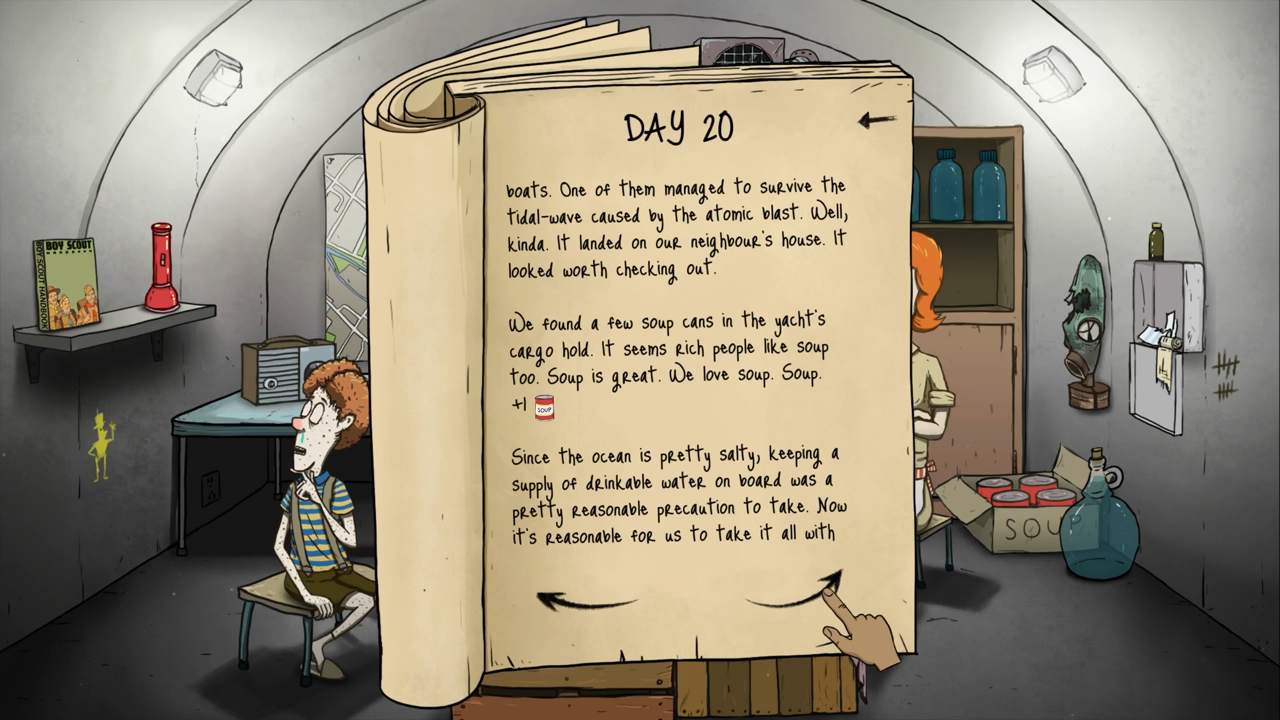 DAY 20
boats. One of them managed to survive the
tidal-wave caused by the atomic blast. Well,
kinda. It landed on our neighbour's house. It
looked worth checking out.
We found a few soup cans in the yacht's
cargo hold. It seems rich people like soup
too. Soup is great. We love soup. Soup.
+1 SOUP
Since the ocean is pretty salty, keeping a
supply of drinkable water on board was a
pretty reasonable precaution to take. Now
it's reasonable for us to take it all with
BOY SCOUT
BOY SCOUT HANDBOOK
SOU